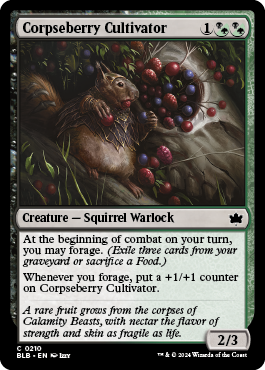 Corpseberry Cultivator 1
Creature — Squirrel Warlock
At the beginning of combat on your turn,
you may forage. (Exile three cards from your
graveyard or sacrifice a Food.)
Whenever you forage, put a +1/+1 counter
on Corpseberry Cultivator.
A rare fruit grows from the corpses of
Calamity Beasts, with nectar the flavor of
strength and skin as fragile as life.
2/3
C 0210
BLB • EN Izzy
™ & © 2024 Wizards of the Coast